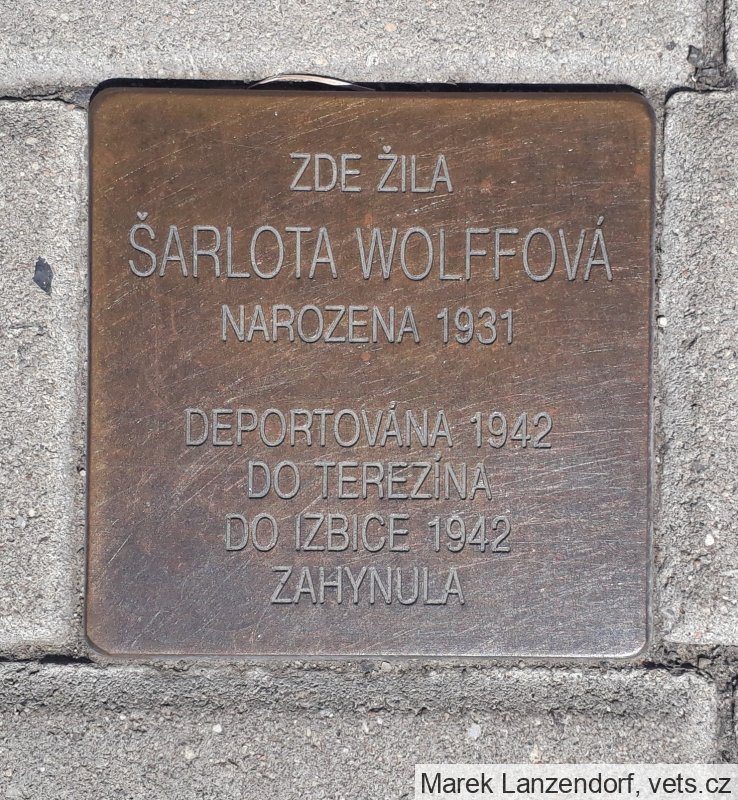 ZDE ŽILA
ŠARLOTA WOLFFOVÁ
NAROZENA 1931
DEPORTOVÁNA 1942
DO TEREZÍNA
DO IZBICE 1942
ZAHYNULA
Marek Lanzendorf, vets.cz